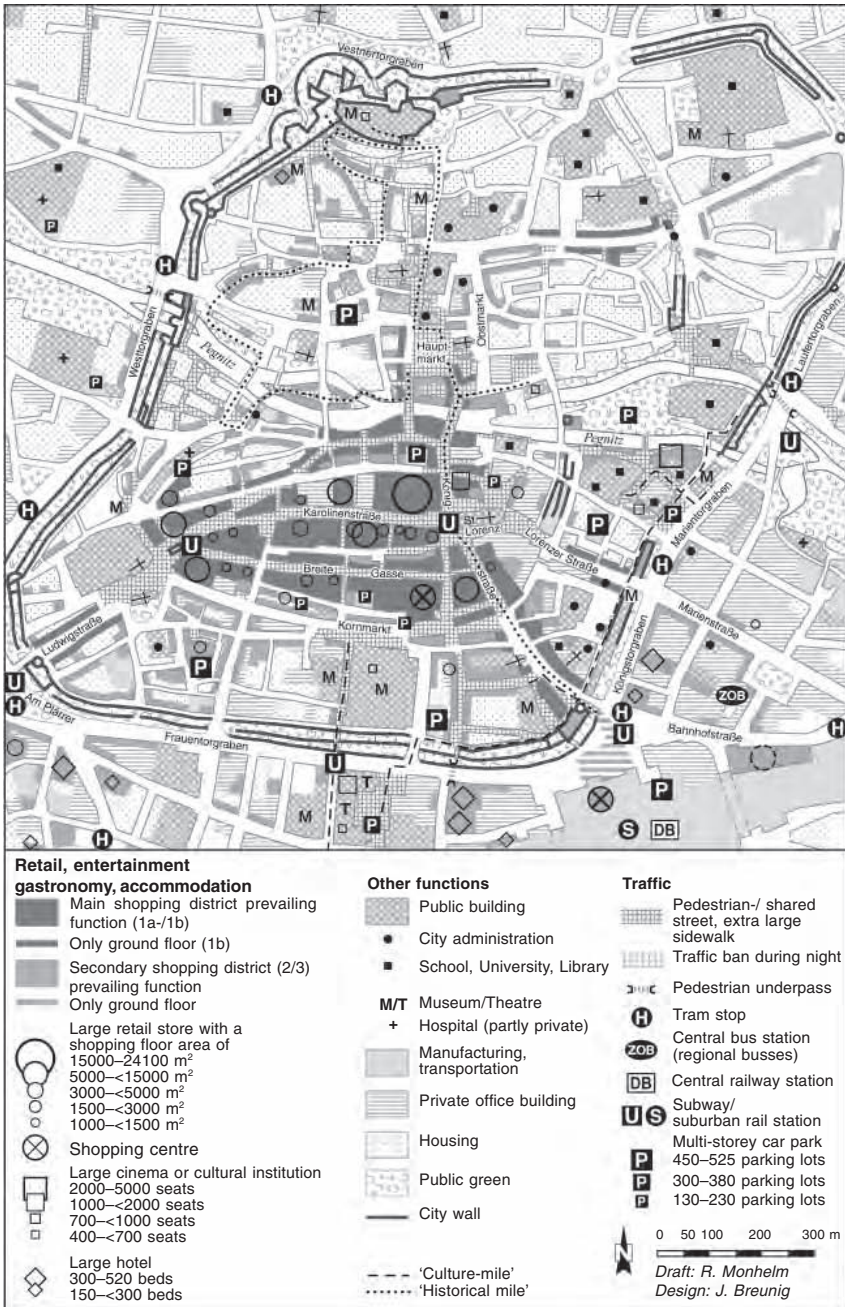 Vestnertorgraben
H
M
M
M
M
P
H
M
P
Obstmarkt
Haupt
markt
Westtorgraben
Pegnitz
P
Laufertorgraben
H
P
Pegnitz
U
P
P
König-
P
M
M
Karolinenstraße
U
St.
Lorenz
P
P
Marientorgraben
H
U
Lorenzer Straße
H
Breite Gasse
straße
M
Marienstraße
P
P
Kornmarkt
P
Ludwigstraße
P
M
M
M
Königstorgraben
ZOB
U
H
Am Plärrer
Frauentorgraben
P
H
U
Bahnhofstraße
H
U
T
T
M
P
P
H
S
DB
Retail, entertainment
gastronomy, accommodation
Main shopping district prevailing
function (1a-/1b)
Only ground floor (1b)
Secondary shopping district (2/3)
prevailing function
Only ground floor
Large retail store with a
shopping floor area of
15000–24100 m²
5000–<15000 m²
3000–<5000 m²
1500–<3000 m²
1000–<1500 m²
Shopping centre
Large cinema or cultural institution
2000–5000 seats
1000–<2000 seats
700–<1000 seats
400–<700 seats
Large hotel
300–520 beds
150–<300 beds
Other functions
Public building
City administration
School, University, Library
M/T Museum/Theatre
Hospital (partly private)
Manufacturing,
transportation
Private office building
Housing
Public green
City wall
'Culture-mile'
'Historical mile'
Traffic
Pedestrian-/ shared
street, extra large
sidewalk
Traffic ban during night
Pedestrian underpass
H Tram stop
ZOB Central bus station
(regional busses)
DB Central railway station
U S Subway/
suburban rail station
Multi-storey car park
P 450–525 parking lots
P 300–380 parking lots
P 130–230 parking lots
N
0 50 100 200 300 m
Draft: R. Monhelm
Design: J. Breunig